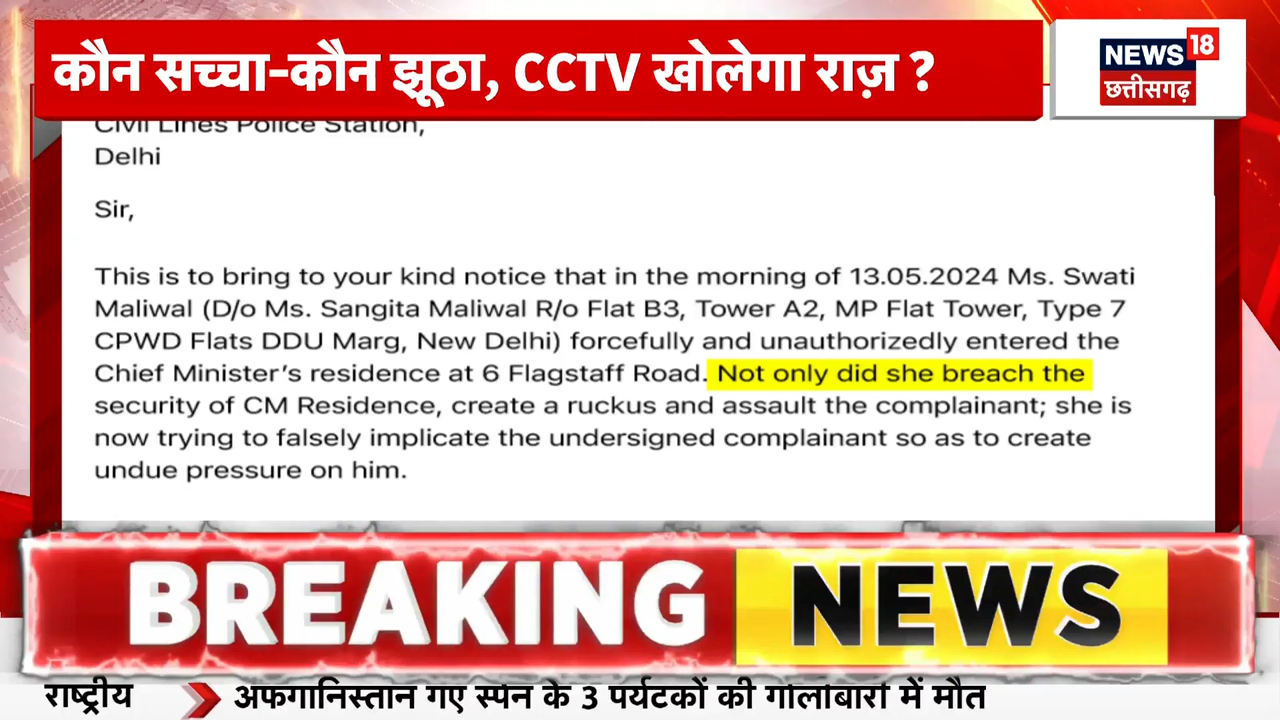 कौन सच्चा-कौन झूठा, CCTV खोलेगा राज़ ?
NEWS 18
छत्तीसगढ़
Civil Lines Police Station,
Delhi
Sir,
This is to bring to your kind notice that in the morning of 13.05.2024 Ms. Swati
Maliwal (D/o Ms. Sangita Maliwal R/o Flat B3, Tower A2, MP Flat Tower, Type 7
CPWD Flats DDU Marg, New Delhi) forcefully and unauthorizedly entered the
Chief Minister’s residence at 6 Flagstaff Road. Not only did she breach the
security of CM Residence, create a ruckus and assault the complainant; she is
now trying to falsely implicate the undersigned complainant so as to create
undue pressure on him.
BREAKING NEWS
राष्ट्रीय
अफगानिस्तान गए स्पेन के 3 पर्यटकों की गोलीबारी में मौत